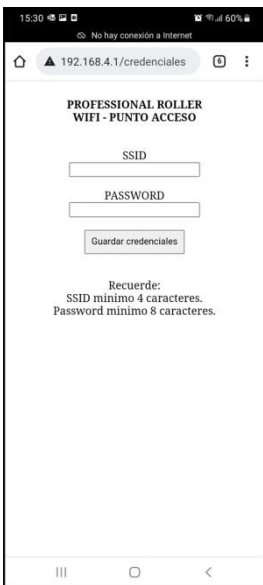 15:30 60%
No hay conexión a Internet
192.168.4.1/credenciales 6
PROFESSIONAL ROLLER
WIFI - PUNTO ACCESO
SSID
PASSWORD
Guardar credenciales
Recuerde:
SSID minimo 4 caracteres.
Password minimo 8 caracteres.